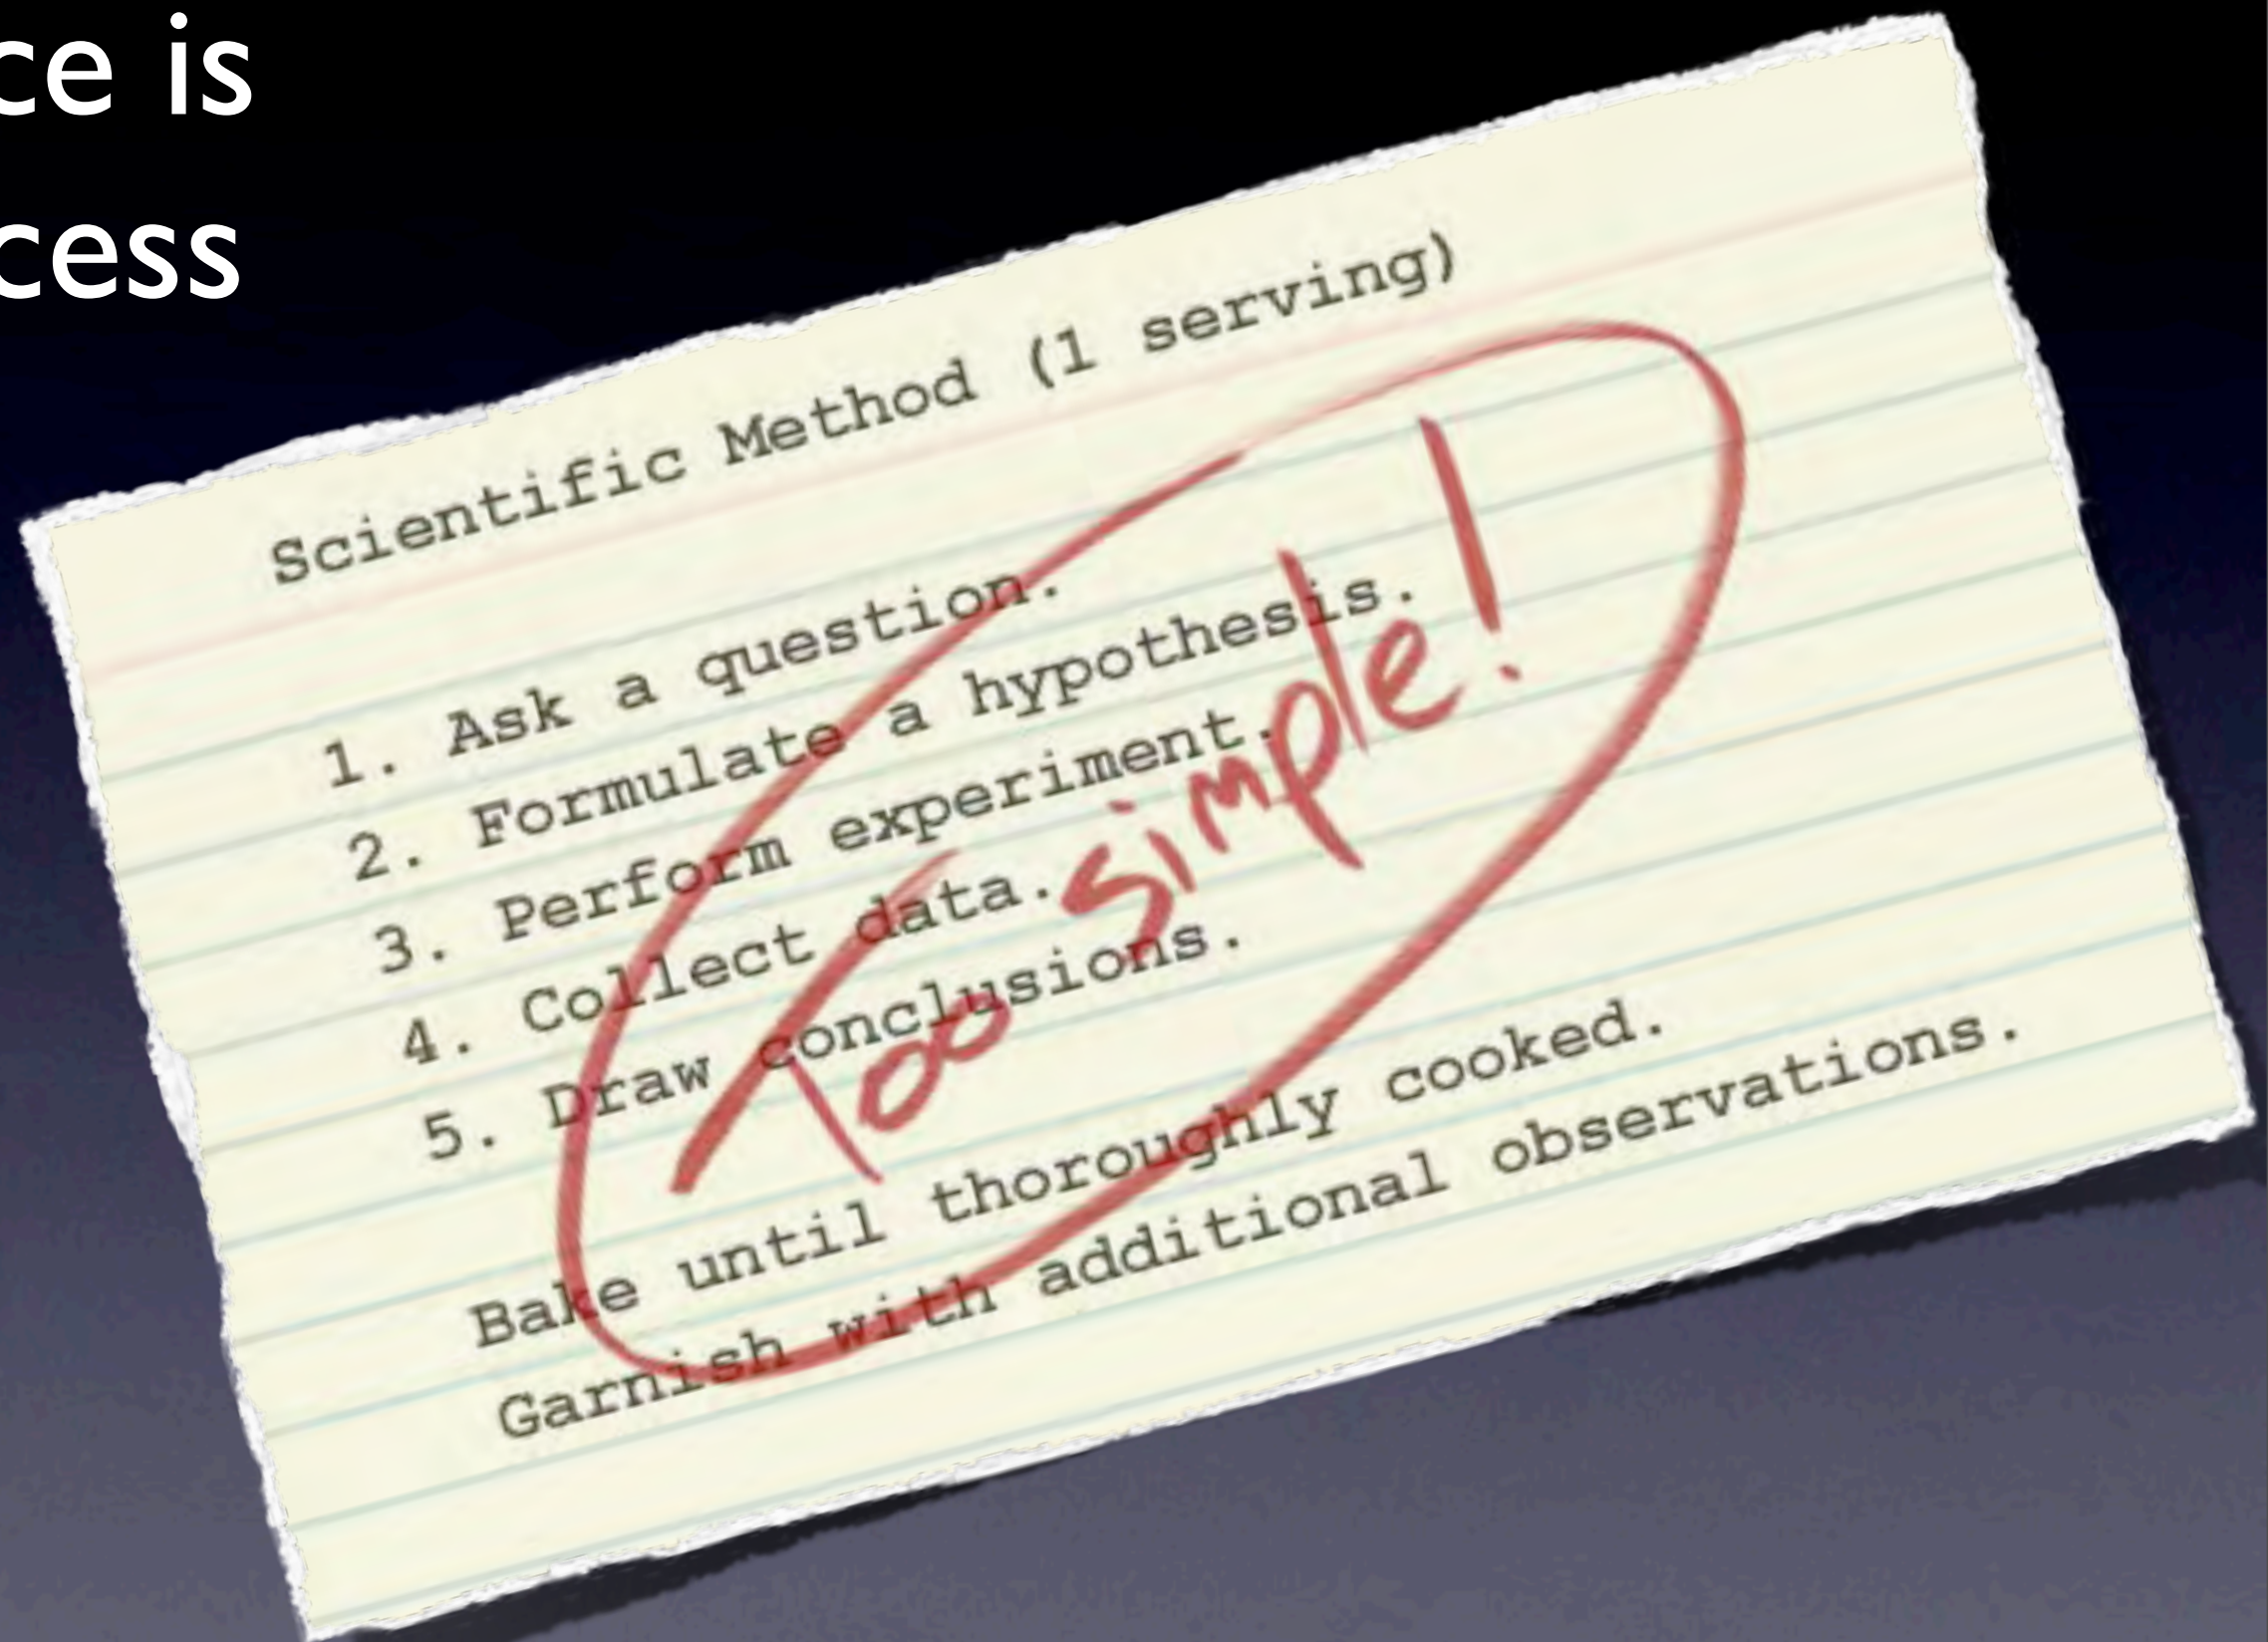 ce is
cess
Scientific Method (1 serving)
1. Ask a question.
2. Formulate a hypothesis.
3. Perform experiment.
4. Collect data.
5. Draw conclusions.
Too simple!
Bake until thoroughly cooked.
Garnish with additional observations.